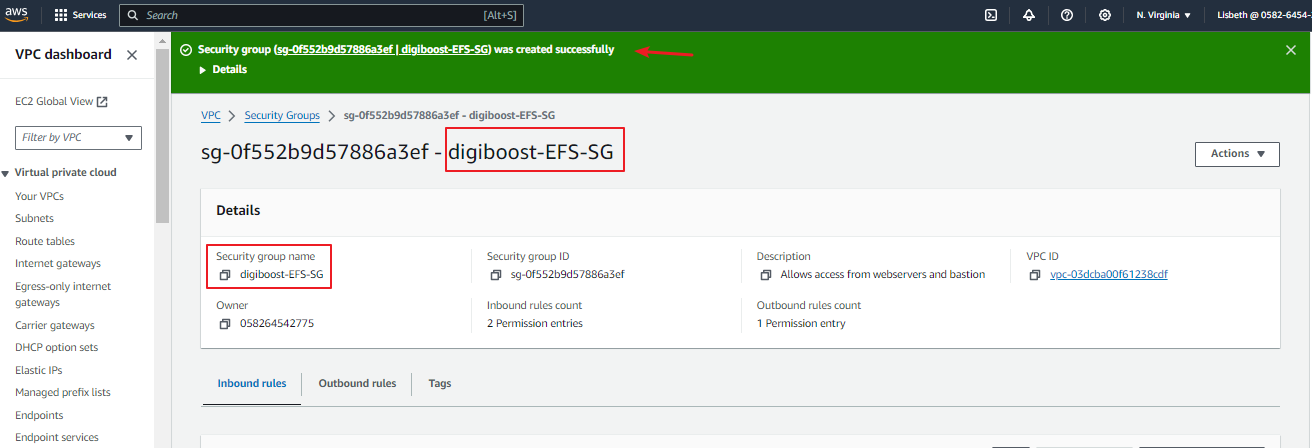 aws Services Search [Alt+S] N. Virginia ▼ Lisbeth @ 0582-6454-
VPC dashboard
EC2 Global View
Filter by VPC
Virtual private cloud
Your VPCs
Subnets
Route tables
Internet gateways
Egress-only internet
gateways
Carrier gateways
DHCP option sets
Elastic IPs
Managed prefix lists
Endpoints
Endpoint services
Security group (sg-0f552b9d57886a3ef | digiboost-EFS-SG) was created successfully
Details
VPC > Security Groups > sg-0f552b9d57886a3ef - digiboost-EFS-SG
sg-0f552b9d57886a3ef - digiboost-EFS-SG
Actions
Details
Security group name
digiboost-EFS-SG
Security group ID
sg-0f552b9d57886a3ef
Description
Allows access from webservers and bastion
VPC ID
vpc-03dcba00f61238cdf
Owner
058264542775
Inbound rules count
2 Permission entries
Outbound rules count
1 Permission entry
Inbound rules Outbound rules Tags